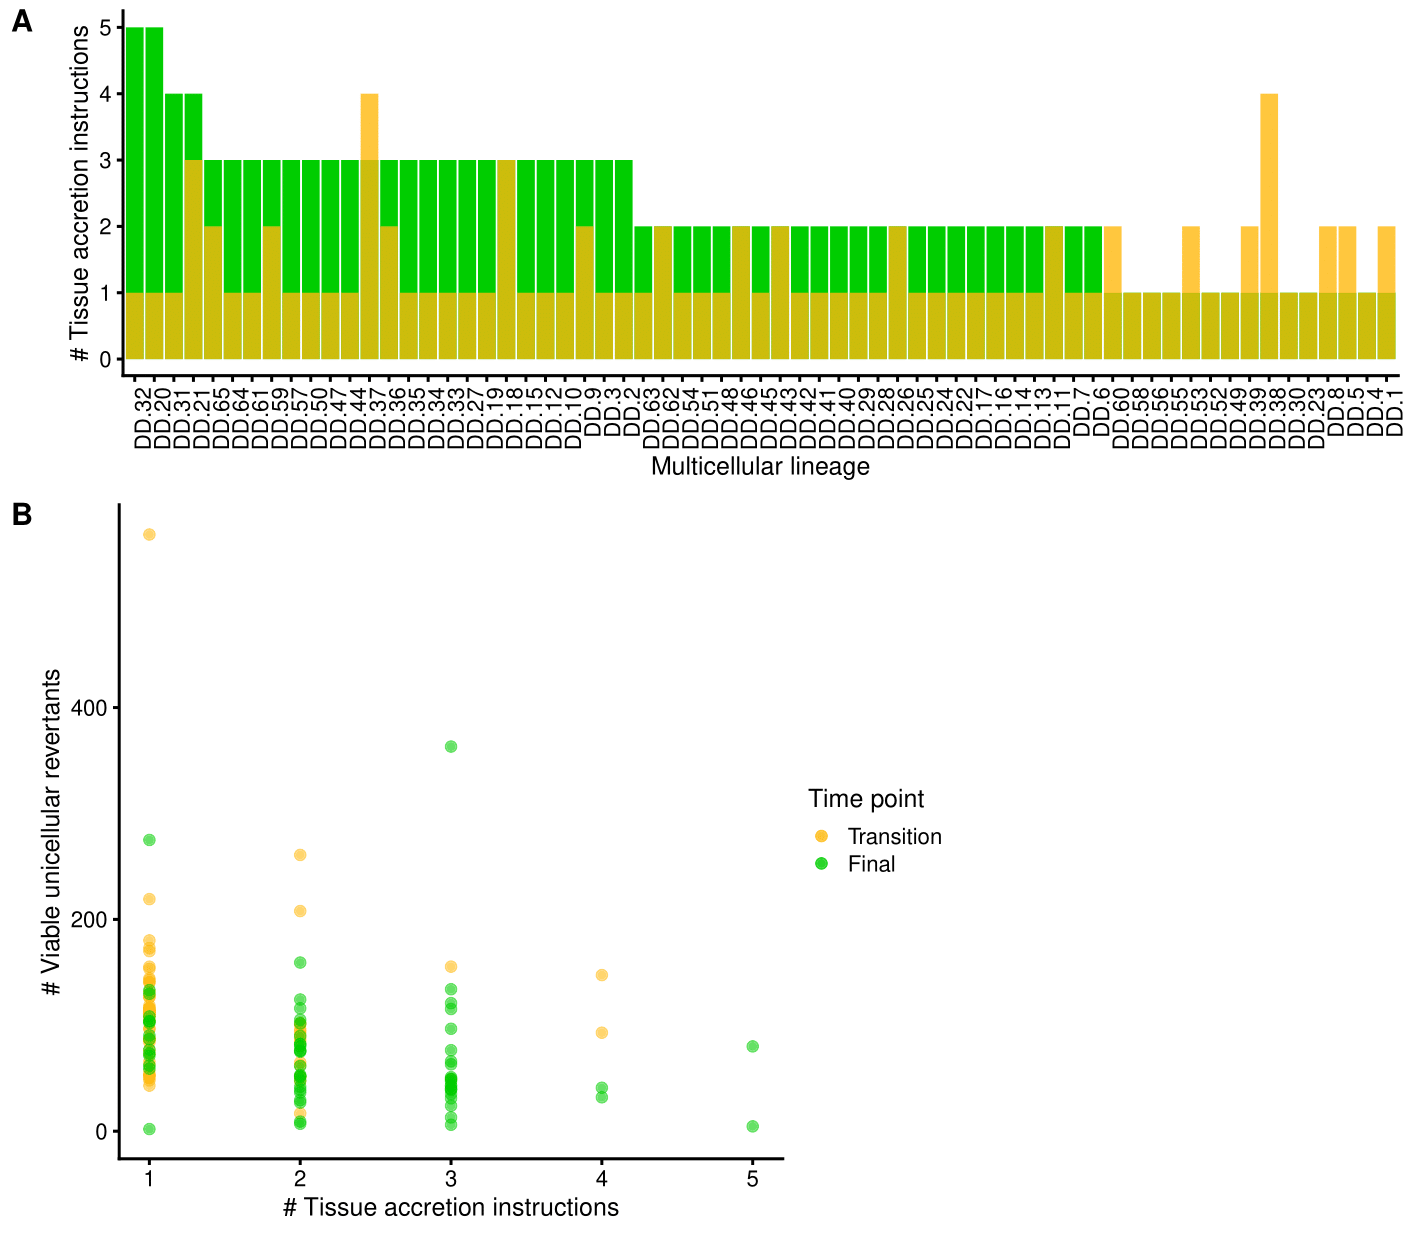 A
# Tissue accretion instructions
5
4
3
2
1
0
DD.32
DD.20
DD.31
DD.21
DD.65
DD.64
DD.61
DD.59
DD.57
DD.50
DD.47
DD.44
DD.37
DD.36
DD.35
DD.34
DD.33
DD.27
DD.19
DD.18
DD.15
DD.12
DD.10
DD.9
DD.3
DD.2
DD.63
DD.62
DD.54
DD.51
DD.48
DD.46
DD.45
DD.43
DD.42
DD.41
DD.40
DD.29
DD.28
DD.26
DD.25
DD.24
DD.22
DD.17
DD.16
DD.14
DD.13
DD.11
DD.7
DD.6
DD.60
DD.58
DD.56
DD.55
DD.53
DD.52
DD.49
DD.39
DD.38
DD.30
DD.23
DD.8
DD.5
DD.4
DD.1
Multicellular lineage
B
# Viable unicellular revertants
400
200
0
1
2
3
4
5
# Tissue accretion instructions
Time point
Transition
Final